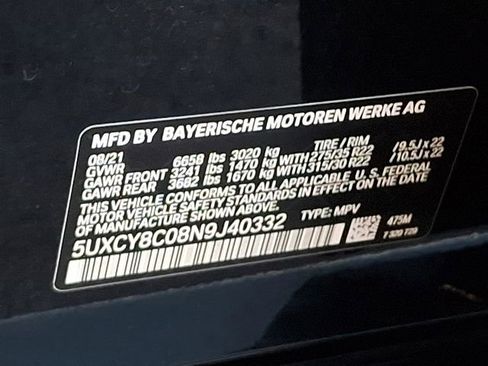 MFD BY BAYERISCHE MOTOREN WERKE AG
08/21 TIRE / RIM
GVWR 6658 lbs 3020 kg
GAWR FRONT 3241 lbs 1470 kg WITH 275/35 R22 / 9.5J x 22
GAWR REAR 3682 lbs 1670 kg WITH 315/30 R22 / 10.5J x 22
THIS VEHICLE CONFORMS TO ALL APPLICABLE U.S. FEDERAL
MOTOR VEHICLE SAFETY STANDARDS IN EFFECT ON THE DATE
OF MANUFACTURE SHOWN ABOVE.
5UXCY8C08N9J40332 TYPE: MPV 475M
7 320 729